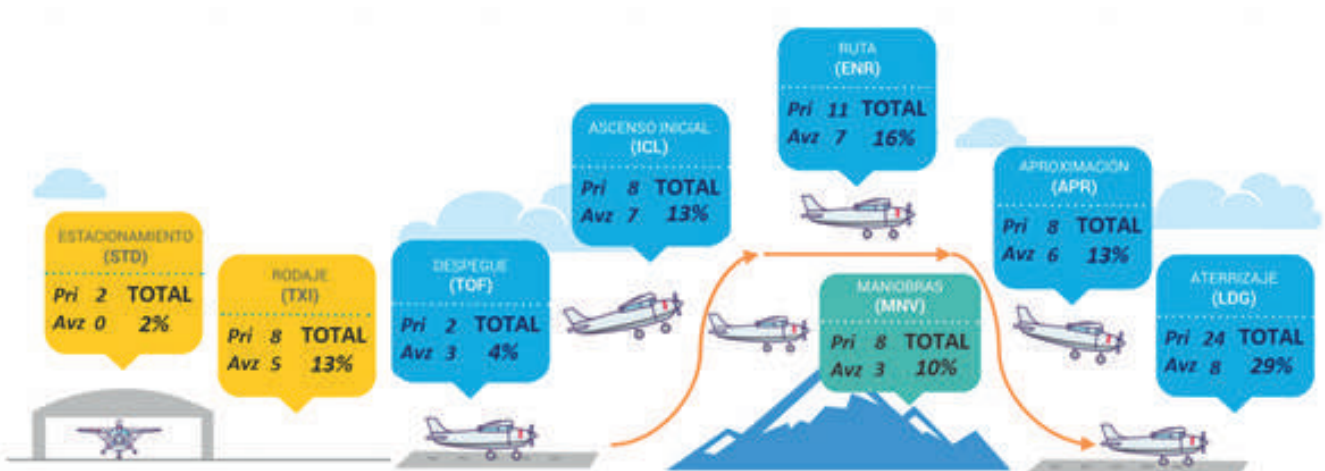 ESTACIONAMIENTO
(STD)
Pri 2 TOTAL
Avz 0 2%
RODAJE
(TXI)
Pri 8 TOTAL
Avz 5 13%
DESPEGUE
(TOF)
Pri 2 TOTAL
Avz 3 4%
ASCENSO INICIAL
(ICL)
Pri 8 TOTAL
Avz 7 13%
RUTA
(ENR)
Pri 11 TOTAL
Avz 7 16%
MANIOBRAS
(MNV)
Pri 8 TOTAL
Avz 3 10%
APROXIMACIÓN
(APR)
Pri 8 TOTAL
Avz 6 13%
ATERRIZAJE
(LDG)
Pri 24 TOTAL
Avz 8 29%